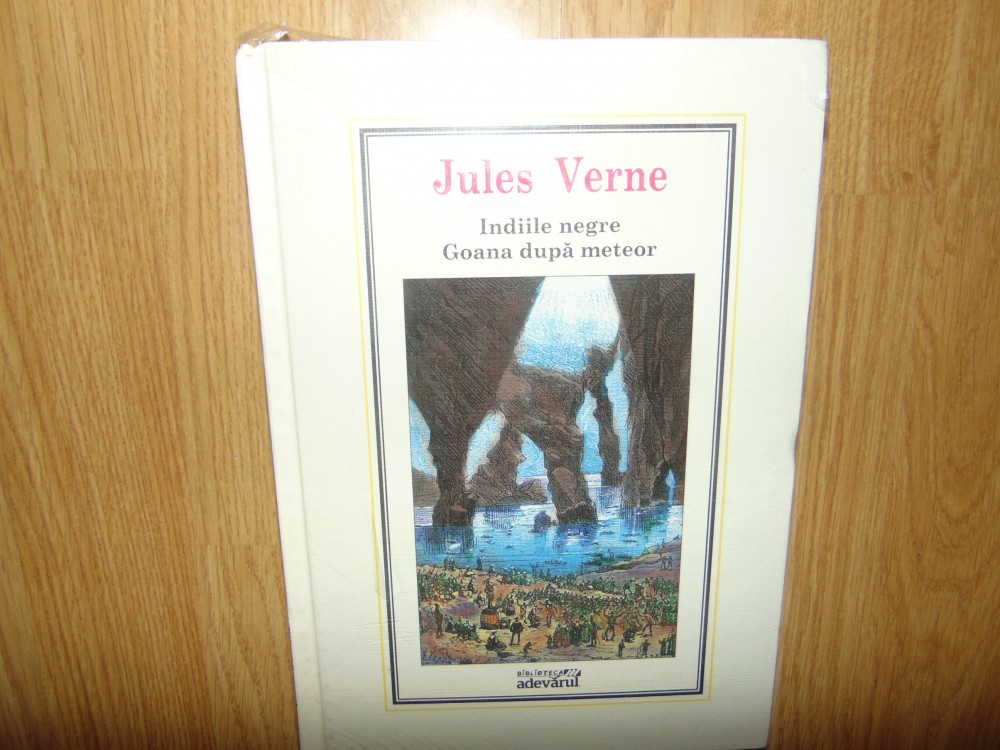 Jules Verne
Indiile negre
Goana după meteor
BIBLIOTECA
adevărul